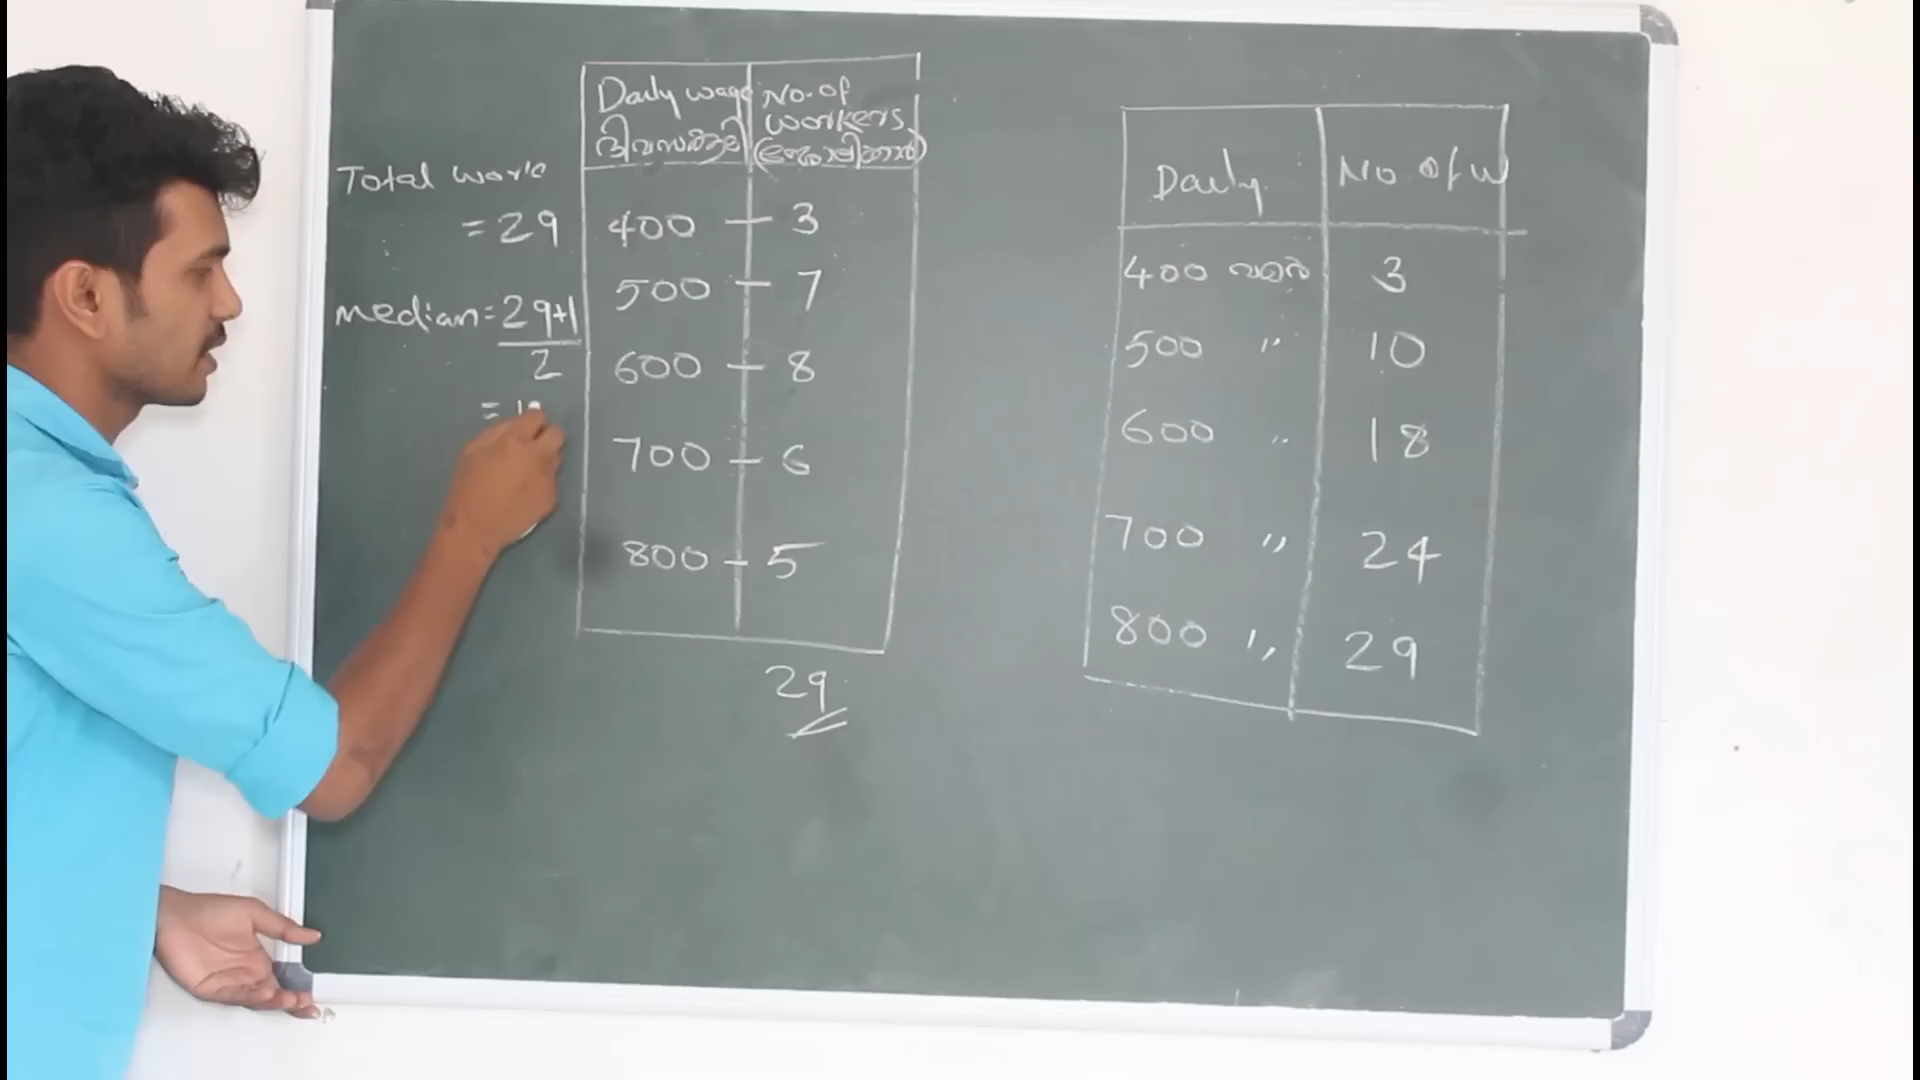 Total work
= 29
median = 29+1
2
=
Daily wage No. of workers
ദിവസക്കൂലി (തൊഴിലാളികൾ)
400 — 3
500 — 7
600 — 8
700 — 6
800 — 5
29
Daily No of w
400 വരെ 3
500 " 10
600 " 18
700 " 24
800 " 29